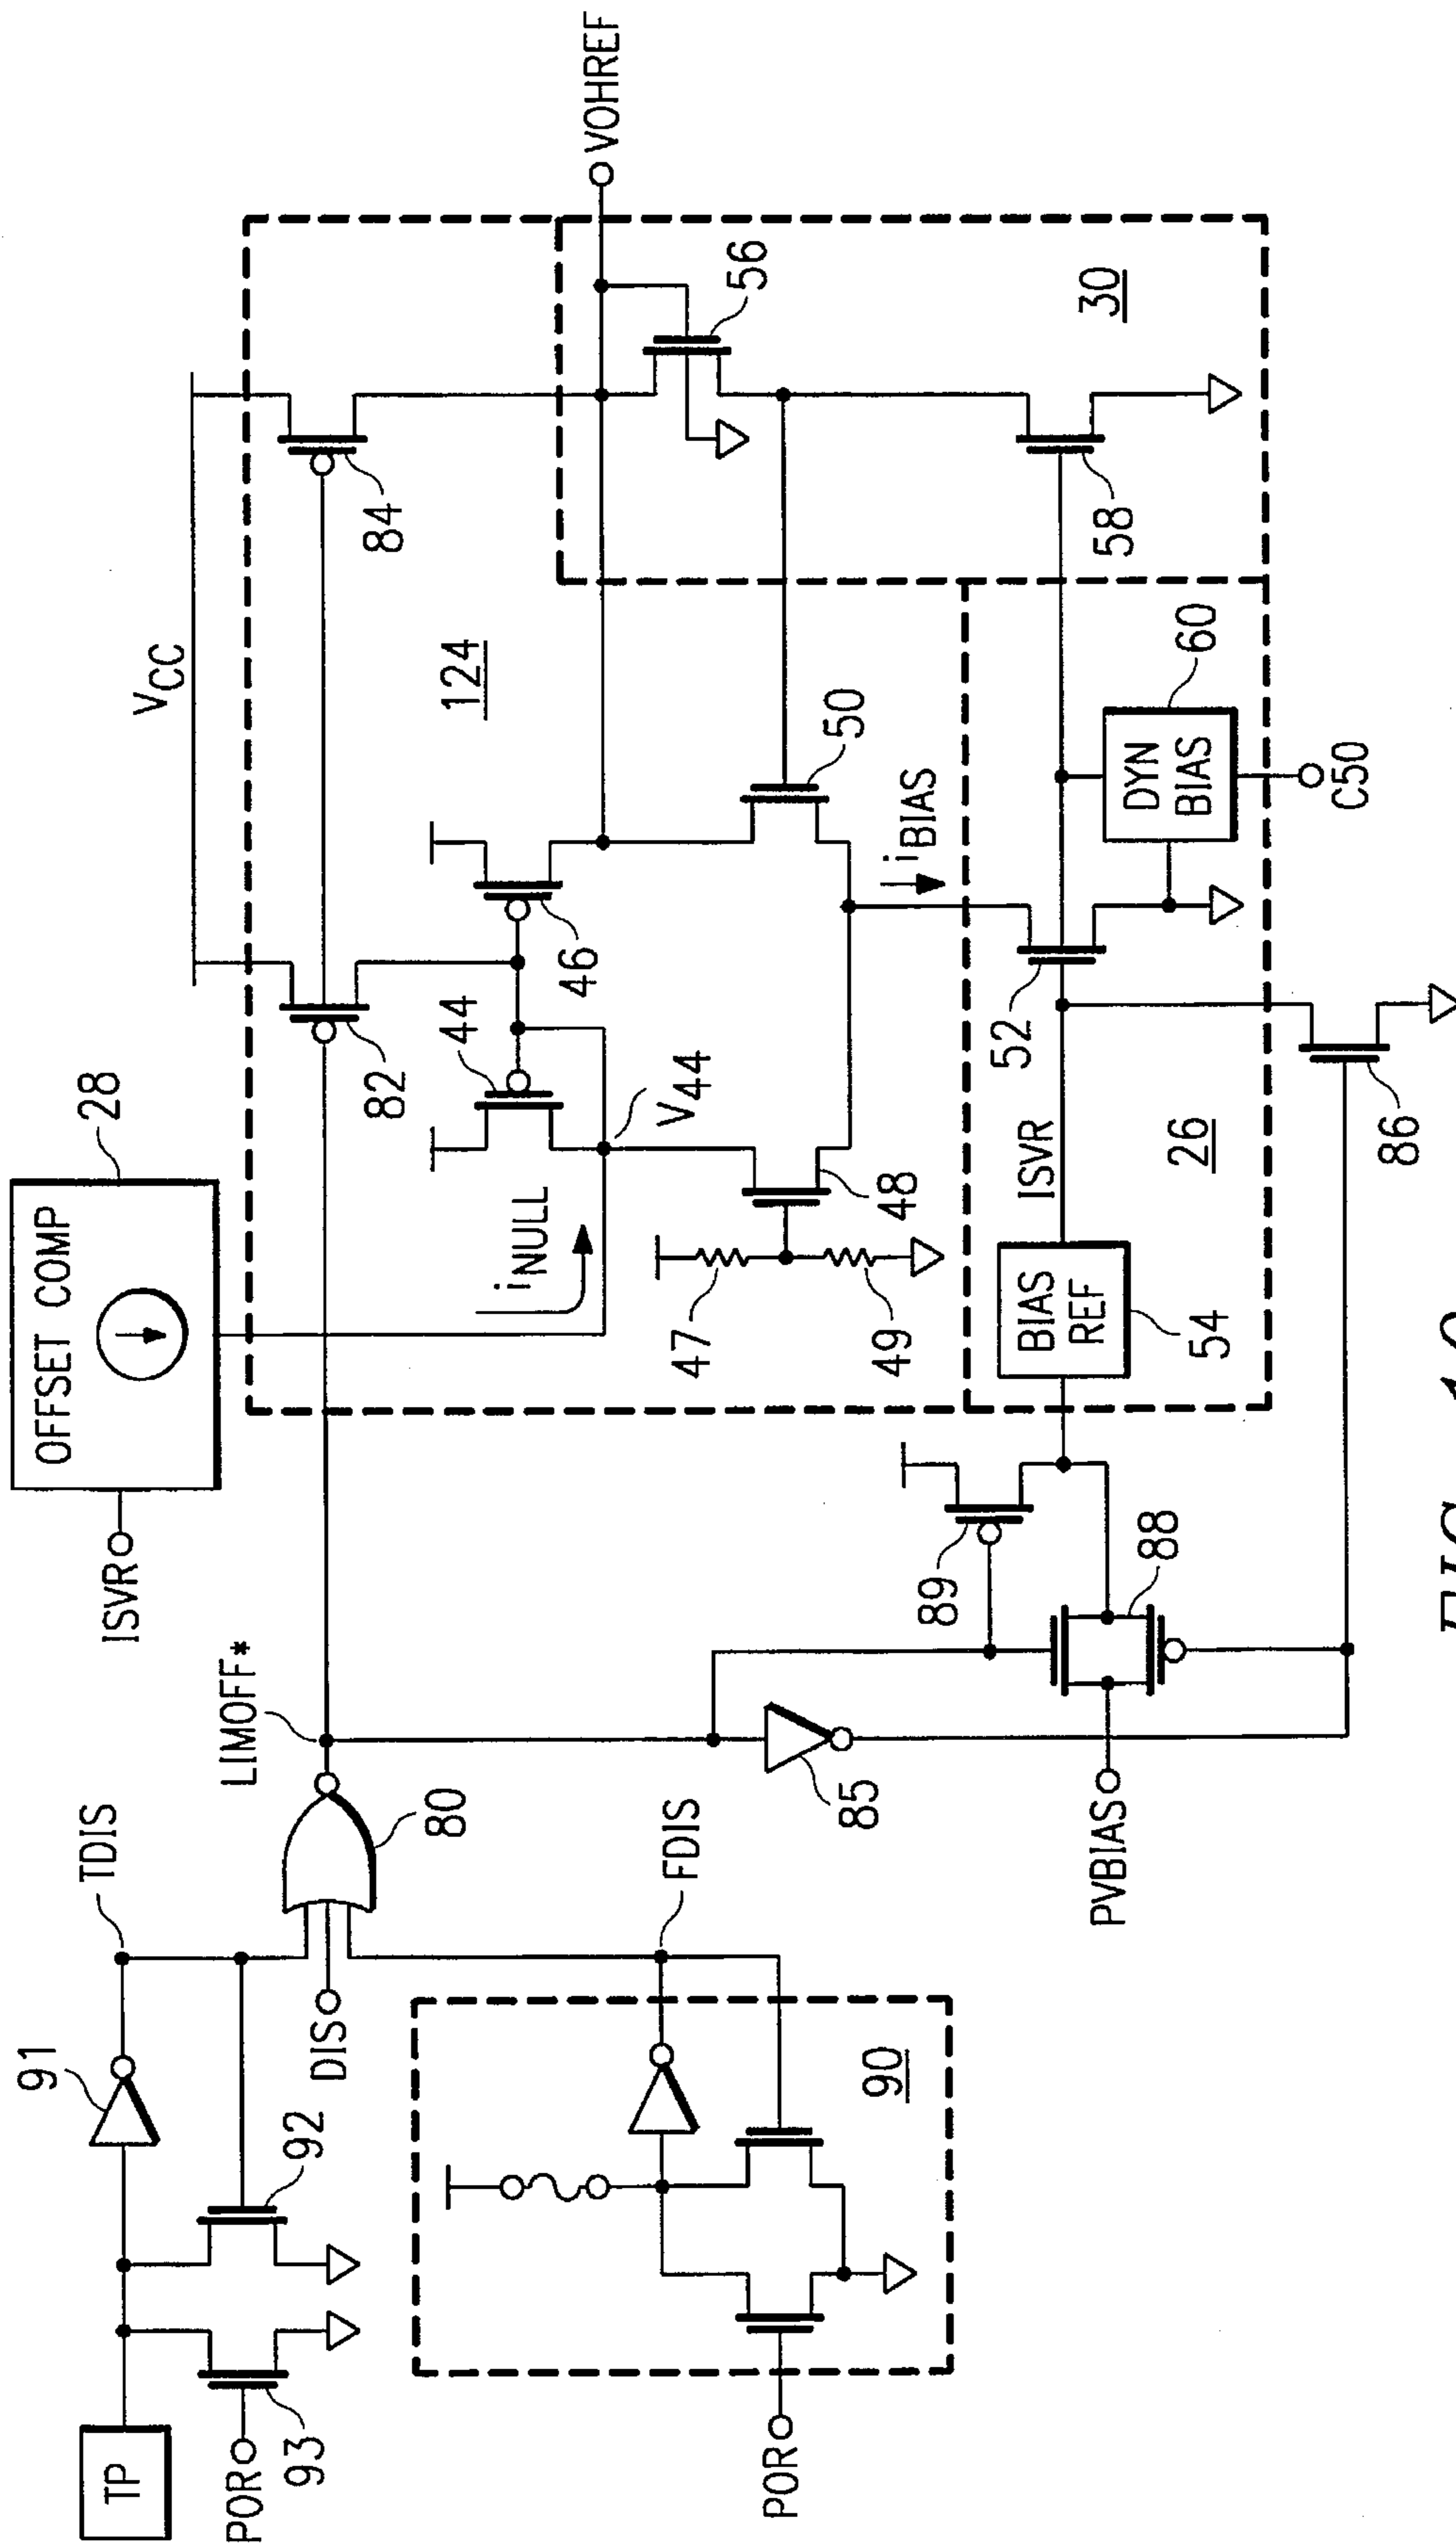 TP
91
TDIS
ISVR
OFFSET COMP
28
VCC
POR
93
92
DIS
80
LIMOFF*
82
84
124
44
46
iNULL
V44
VOHREF
56
50
48
47
49
iBIAS
30
FDIS
90
POR
85
89
88
PVBIAS
BIAS
REF
54
ISVR
26
52
DYN
BIAS
60
C50
58
86
FIG.